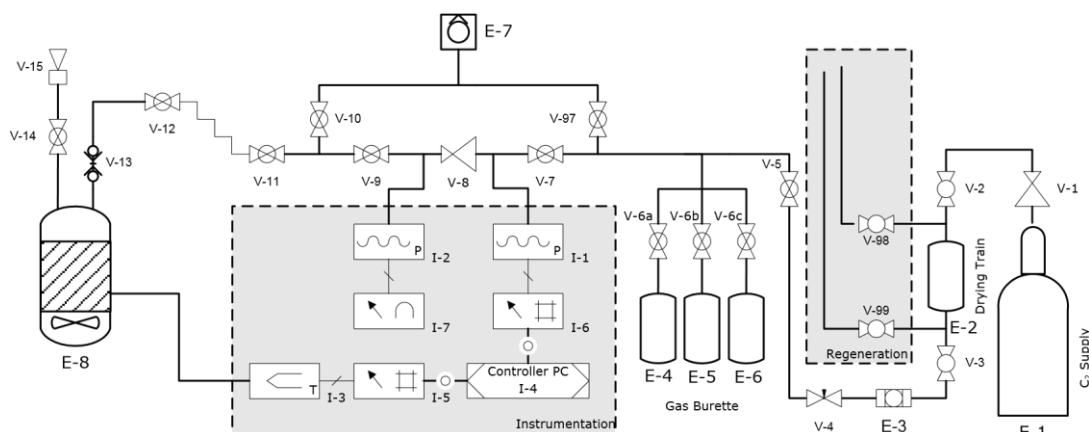 E-7
V-15
V-12
V-10
V-97
V-14
V-13
V-5
V-11
V-9
V-8
V-7
V-2
V-1
V-6a
V-6b
V-6c
V-98
P
I-2
P
I-1
Drying Train
I-7
I-6
V-99
E-2
E-8
Regeneration
V-3
C₂ Supply
E-4
E-5
E-6
Controller PC
T
I-3
I-5
I-4
Gas Burette
V-4
E-3
Instrumentation
E-1